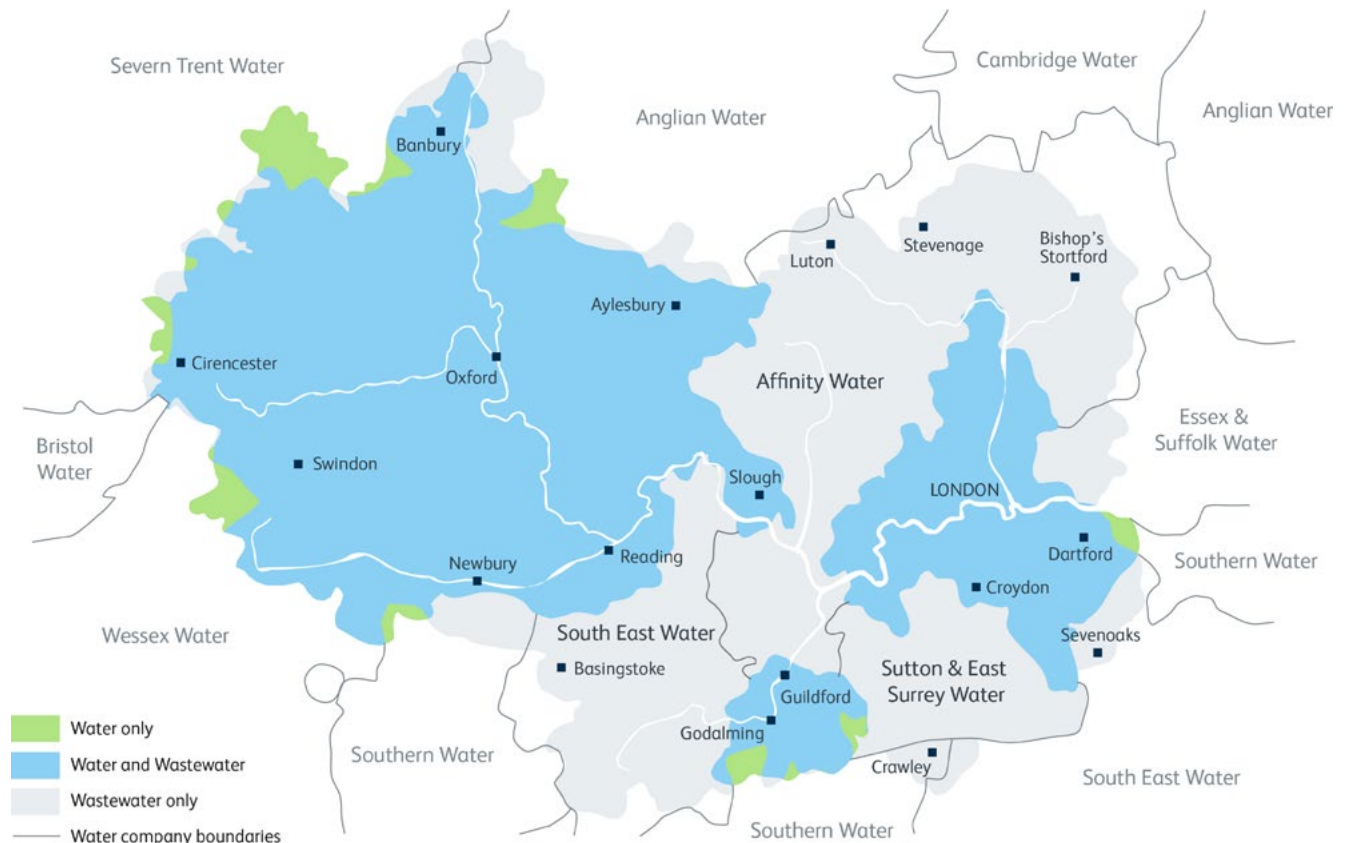 Severn Trent Water
Cambridge Water
Anglian Water
Anglian Water
Banbury
Stevenage
Bishop's
Stortford
Luton
Aylesbury
Cirencester
Oxford
Affinity Water
Essex &
Suffolk Water
Bristol
Water
Swindon
Slough
LONDON
Dartford
Reading
Southern Water
Newbury
Croydon
Wessex Water
South East Water
Sevenoaks
Basingstoke
Sutton & East
Surrey Water
Guildford
Godalming
Water only
Southern Water
Water and Wastewater
Crawley
South East Water
Wastewater only
Southern Water
Water company boundaries